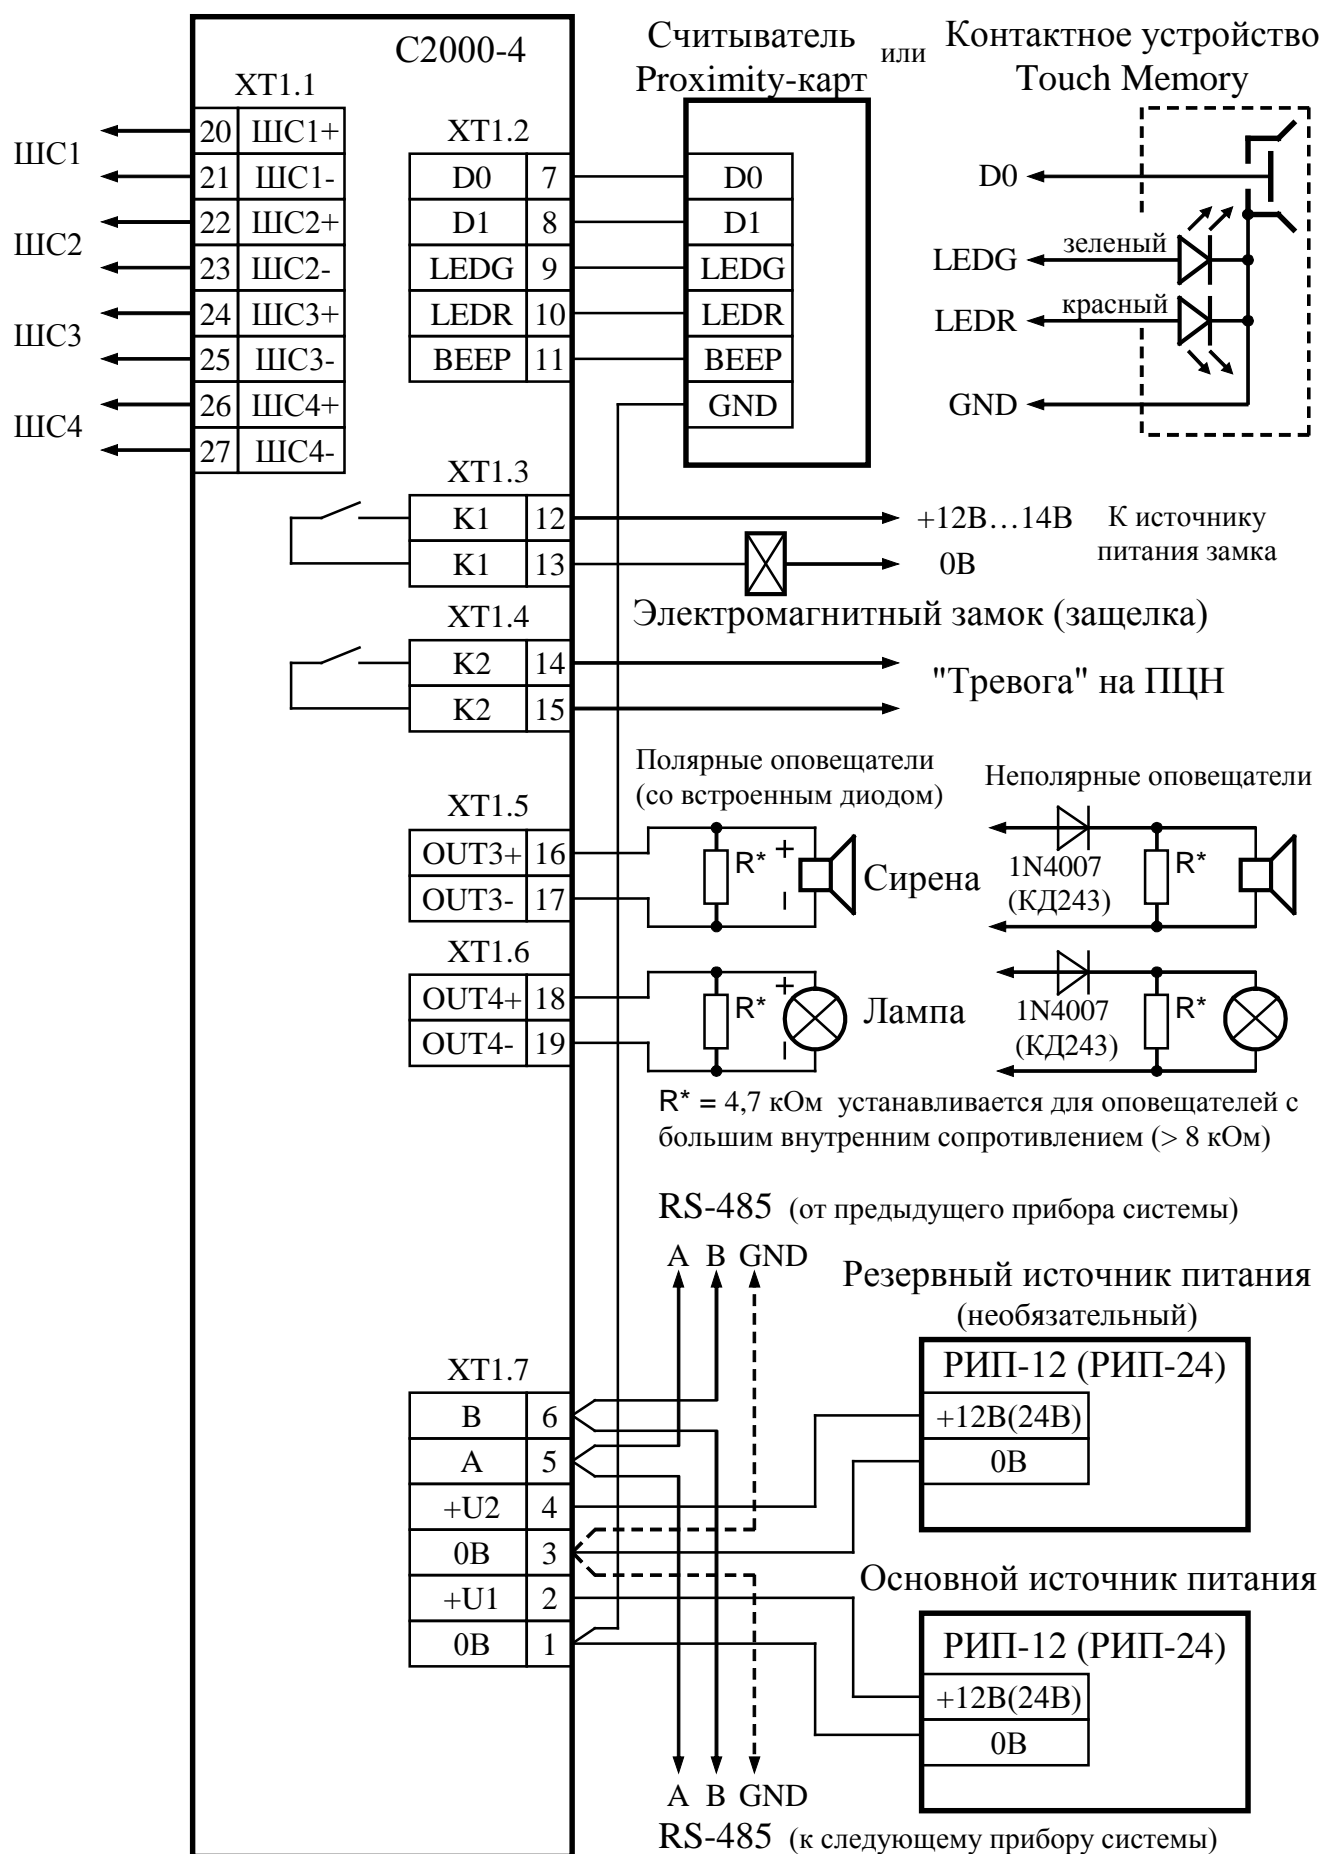 С2000-4
Считыватель
Proximity-карт
или
Контактное устройство
Touch Memory
XT1.1
20 ШС1+
21 ШС1-
22 ШС2+
23 ШС2-
24 ШС3+
25 ШС3-
26 ШС4+
27 ШС4-
ШС1
ШС2
ШС3
ШС4
XT1.2
D0 7
D1 8
LEDG 9
LEDR 10
BEEP 11
D0
D1
LEDG
LEDR
BEEP
GND
D0
LEDG
зеленый
LEDR
красный
GND
XT1.3
К1 12
К1 13
+12В…14В
0В
К источнику
питания замка
Электромагнитный замок (защелка)
XT1.4
К2 14
К2 15
"Тревога" на ПЦН
Полярные оповещатели
(со встроенным диодом)
Неполярные оповещатели
XT1.5
OUT3+ 16
OUT3- 17
R*
+
–
Сирена
1N4007
(КД243)
R*
XT1.6
OUT4+ 18
OUT4- 19
R*
+
–
Лампа
1N4007
(КД243)
R*
R* = 4,7 кОм устанавливается для оповещателей с
большим внутренним сопротивлением (> 8 кОм)
RS-485 (от предыдущего прибора системы)
A B GND
Резервный источник питания
(необязательный)
РИП-12 (РИП-24)
+12В(24В)
0В
XT1.7
B 6
A 5
+U2 4
0В 3
+U1 2
0В 1
Основной источник питания
РИП-12 (РИП-24)
+12В(24В)
0В
A B GND
RS-485 (к следующему прибору системы)